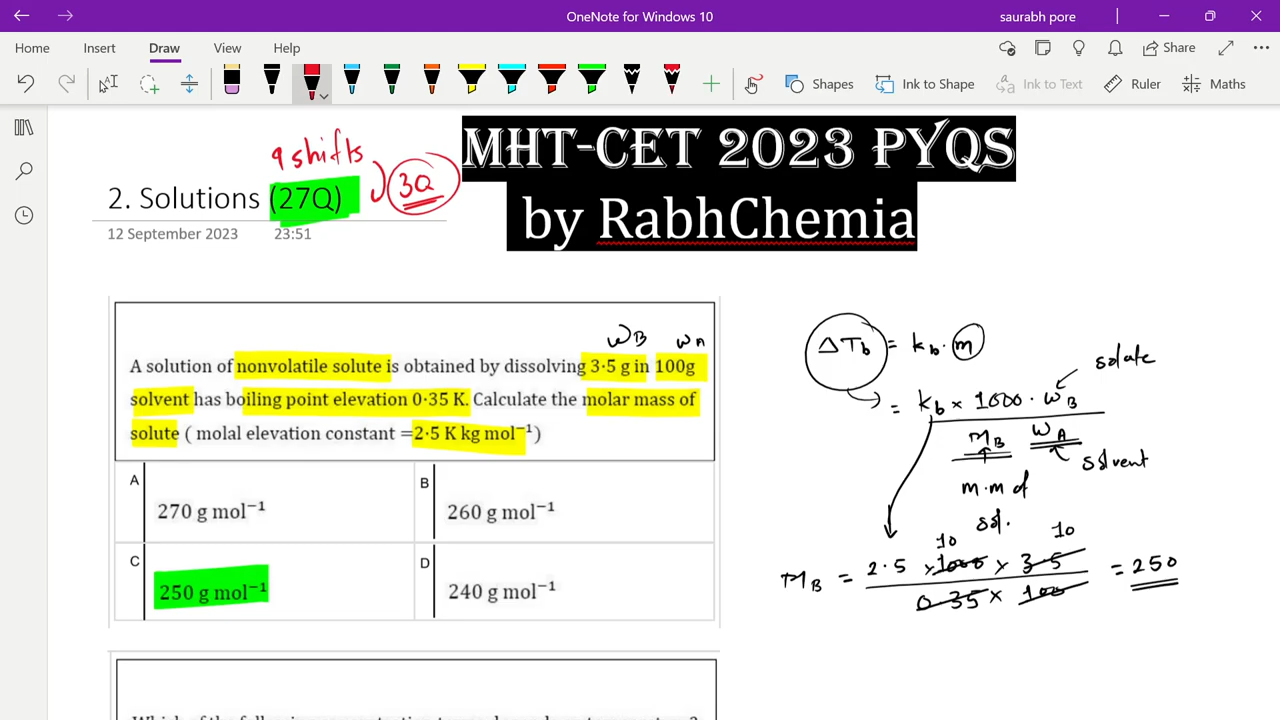 OneNote for Windows 10
saurabh pore
Home Insert Draw View Help
Share
Shapes Ink to Shape Ink to Text Ruler Maths
9 shifts
2. Solutions (27Q)
3Q
12 September 2023 23:51
MHT-CET 2023 PYQS
by RabhChemia
WB WA
A solution of nonvolatile solute is obtained by dissolving 3·5 g in 100g
solvent has boiling point elevation 0·35 K. Calculate the molar mass of
solute ( molal elevation constant =2·5 K kg mol⁻¹)
A 270 g mol⁻¹
B 260 g mol⁻¹
C 250 g mol⁻¹
D 240 g mol⁻¹
ΔTb = kb · m
solute
= kb × 1000 · WB
MB WA
solvent
m.m of
sol.
10 10
MB = 2.5 × 1000 × 3.5 = 250
0.35 × 100